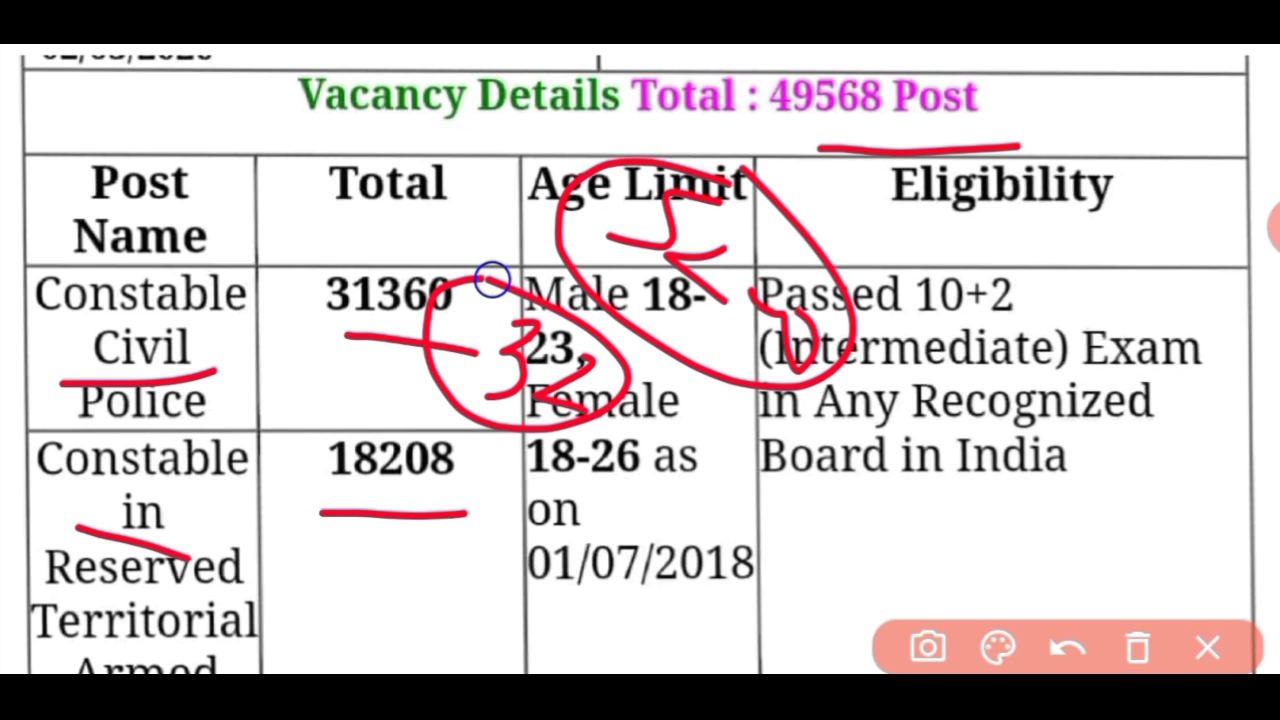 Vacancy Details Total : 49568 Post
Post Name
Total
Age Limit
Eligibility
Constable
Civil
Police
31360
Male 18-
23,
Female
18-26 as
on
01/07/2018
Passed 10+2
(Intermediate) Exam
in Any Recognized
Board in India
Constable
in
Reserved
Territorial
Armed
18208
32